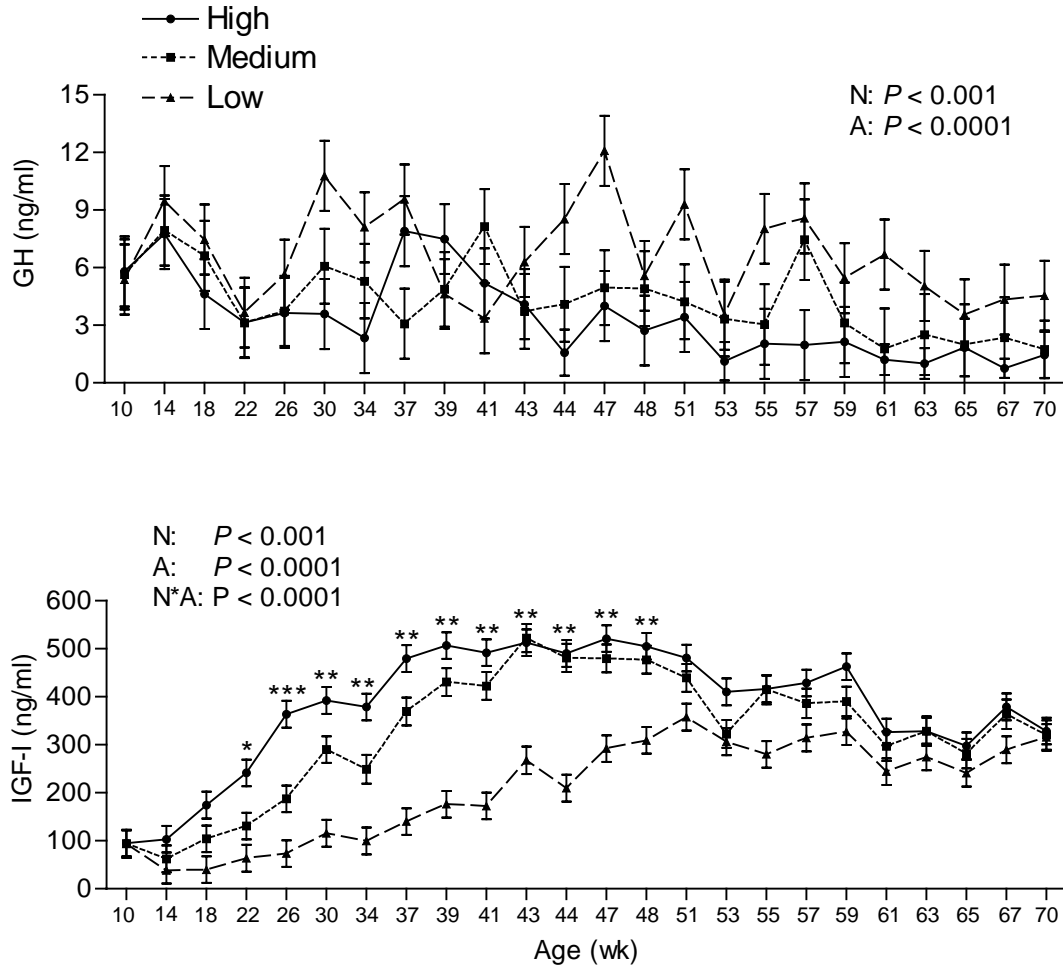 High
Medium
Low
N: P < 0.001
A: P < 0.0001
GH (ng/ml)
15
12
9
6
3
0
10 14 18 22 26 30 34 37 39 41 43 44 47 48 51 53 55 57 59 61 63 65 67 70
N: P < 0.001
A: P < 0.0001
N*A: P < 0.0001
IGF-I (ng/ml)
600
500
400
300
200
100
0
* *** ** ** ** ** ** ** ** ** **
10 14 18 22 26 30 34 37 39 41 43 44 47 48 51 53 55 57 59 61 63 65 67 70
Age (wk)